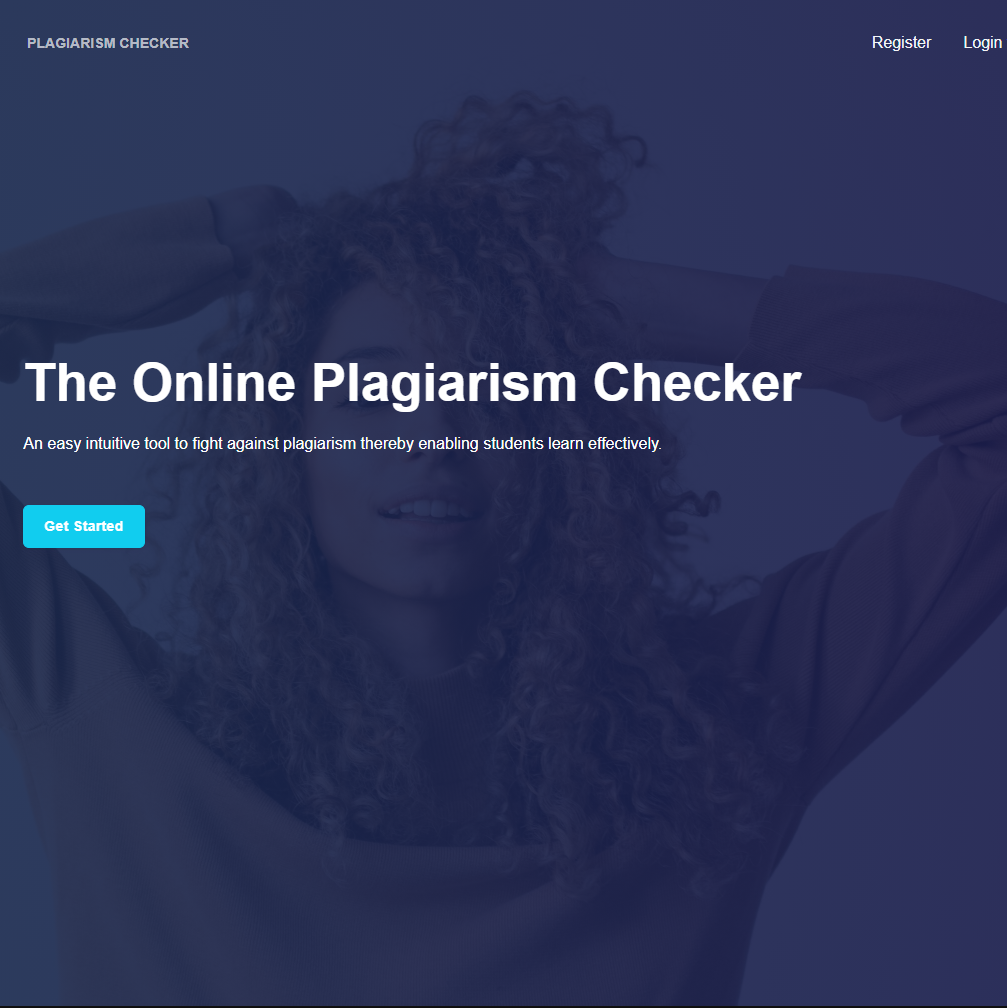 PLAGIARISM CHECKER
Register
Login
The Online Plagiarism Checker
An easy intuitive tool to fight against plagiarism thereby enabling students learn effectively.
Get Started